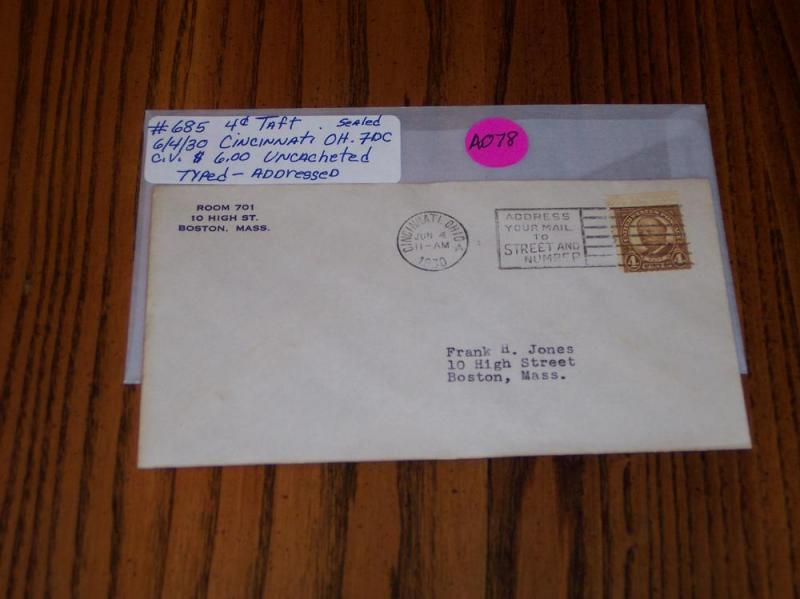 #685 4¢ Taft. Sealed
6/4/30 Cincinnati OH. FDC
C.V. $ 6.00 Uncacheted
Typed - Addressed
A078
ROOM 701
10 HIGH ST.
BOSTON, MASS.
CINCINNATI, OHIO
JUN 4
11-AM
1930
ADDRESS
YOUR MAIL
TO
STREET AND
NUMBER
4 4
Frank H. Jones
10 High Street
Boston, Mass.